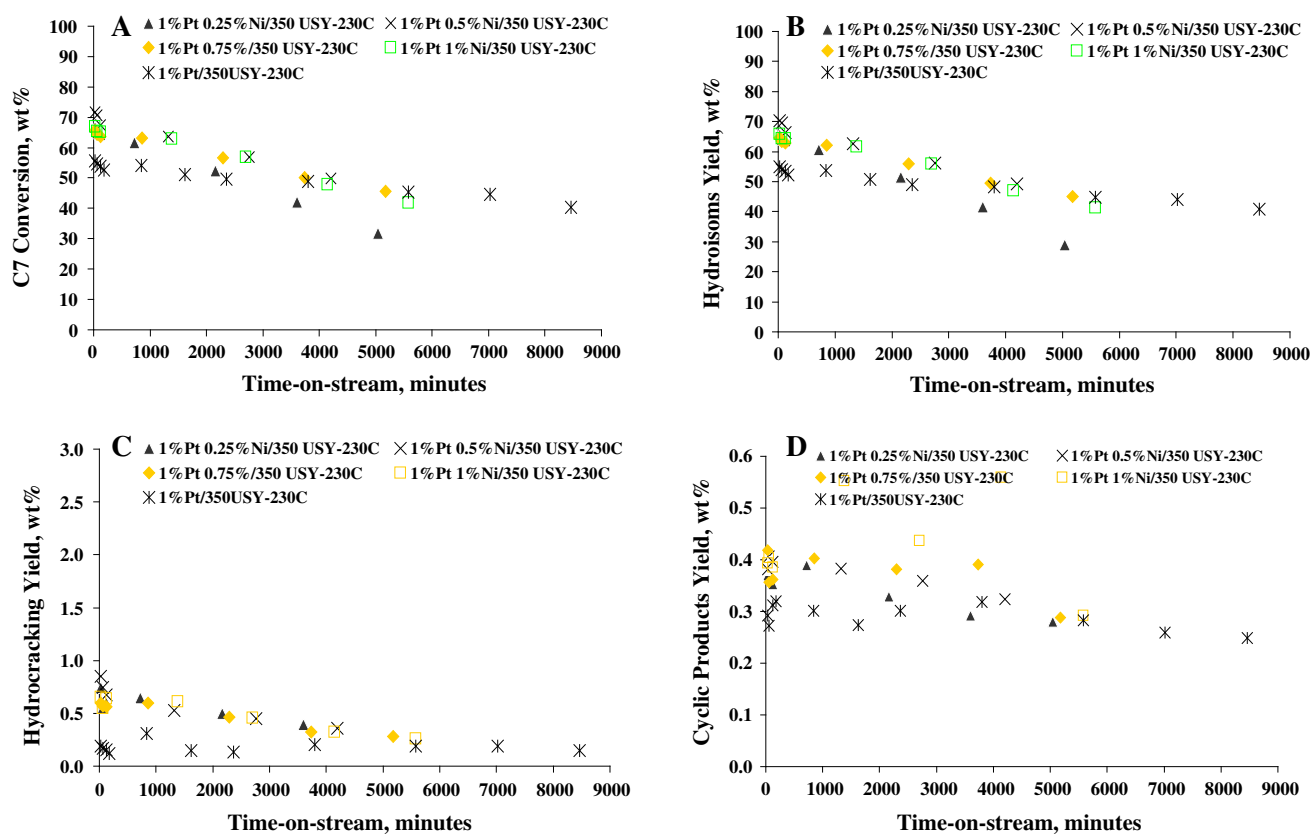 A
1%Pt 0.25%Ni/350 USY-230C
1%Pt 0.5%Ni/350 USY-230C
1%Pt 0.75%/350 USY-230C
1%Pt 1%Ni/350 USY-230C
1%Pt/350USY-230C
C7 Conversion, wt%
100
90
80
70
60
50
40
30
20
10
0
0 1000 2000 3000 4000 5000 6000 7000 8000 9000
Time-on-stream, minutes
B
1%Pt 0.25%Ni/350 USY-230C
1%Pt 0.5%Ni/350 USY-230C
1%Pt 0.75%/350 USY-230C
1%Pt 1%Ni/350 USY-230C
1%Pt/350USY-230C
Hydroisoms Yield, wt%
100
90
80
70
60
50
40
30
20
10
0
0 1000 2000 3000 4000 5000 6000 7000 8000 9000
Time-on-stream, minutes
C
1%Pt 0.25%Ni/350 USY-230C
1%Pt 0.5%Ni/350 USY-230C
1%Pt 0.75%/350 USY-230C
1%Pt 1%Ni/350 USY-230C
1%Pt/350USY-230C
Hydrocracking Yield, wt%
3.0
2.5
2.0
1.5
1.0
0.5
0.0
0 1000 2000 3000 4000 5000 6000 7000 8000 9000
Time-on-stream, minutes
D
1%Pt 0.25%Ni/350 USY-230C
1%Pt 0.5%Ni/350 USY-230C
1%Pt 0.75%/350 USY-230C
1%Pt 1%Ni/350 USY-230C
1%Pt/350USY-230C
Cyclic Products Yield, wt%
0.6
0.5
0.4
0.3
0.2
0.1
0.0
0 1000 2000 3000 4000 5000 6000 7000 8000 9000
Time-on-stream, minutes